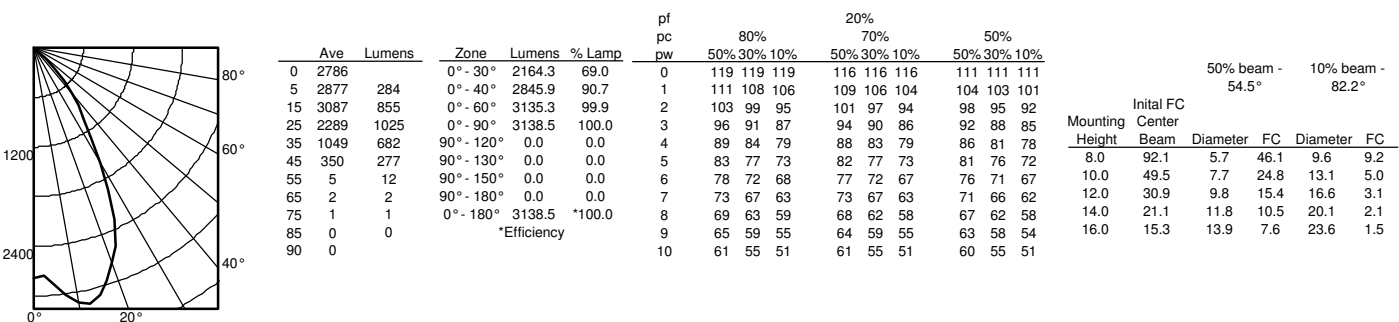 1200
2400
0°
20°
40°
60°
80°
Ave Lumens
0 2786
5 2877 284
15 3087 855
25 2289 1025
35 1049 682
45 350 277
55 5 12
65 2 2
75 1 1
85 0 0
90 0
Zone Lumens % Lamp
0°- 30° 2164.3 69.0
0°- 40° 2845.9 90.7
0°- 60° 3135.3 99.9
0°- 90° 3138.5 100.0
90°- 120° 0.0 0.0
90°- 130° 0.0 0.0
90°- 150° 0.0 0.0
90°- 180° 0.0 0.0
0°- 180° 3138.5 *100.0
*Efficiency
pf 20%
pc 80% 70% 50%
pw 50% 30% 10% 50% 30% 10% 50% 30% 10%
0 119 119 119 116 116 116 111 111 111
1 111 108 106 109 106 104 104 103 101
2 103 99 95 101 97 94 98 95 92
3 96 91 87 94 90 86 92 88 85
4 89 84 79 88 83 79 86 81 78
5 83 77 73 82 77 73 81 76 72
6 78 72 68 77 72 67 76 71 67
7 73 67 63 73 67 63 71 66 62
8 69 63 59 68 62 58 67 62 58
9 65 59 55 64 59 55 63 58 54
10 61 55 51 61 55 51 60 55 51
50% beam - 10% beam -
54.5° 82.2°
Inital FC
Mounting Center
Height Beam Diameter FC Diameter FC
8.0 92.1 5.7 46.1 9.6 9.2
10.0 49.5 7.7 24.8 13.1 5.0
12.0 30.9 9.8 15.4 16.6 3.1
14.0 21.1 11.8 10.5 20.1 2.1
16.0 15.3 13.9 7.6 23.6 1.5